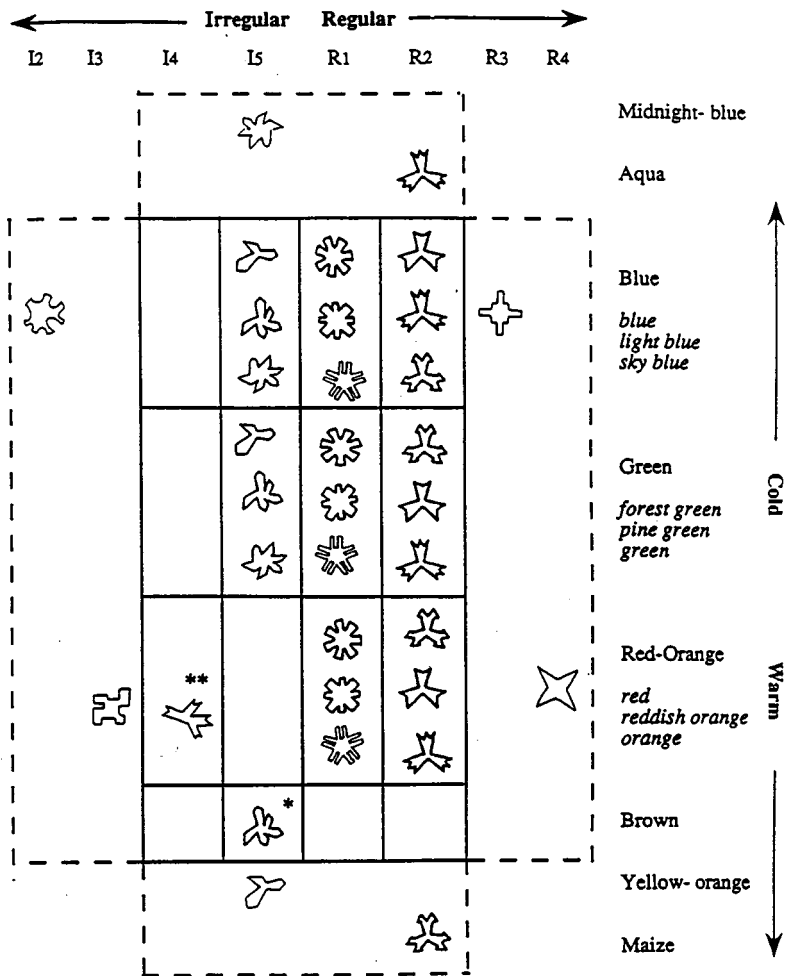 Irregular Regular
I2 I3 I4 I5 R1 R2 R3 R4
Midnight- blue
Aqua
Blue
blue
light blue
sky blue
Green
forest green
pine green
green
Cold
Red-Orange
red
reddish orange
orange
Warm
**
*
Brown
Yellow- orange
Maize